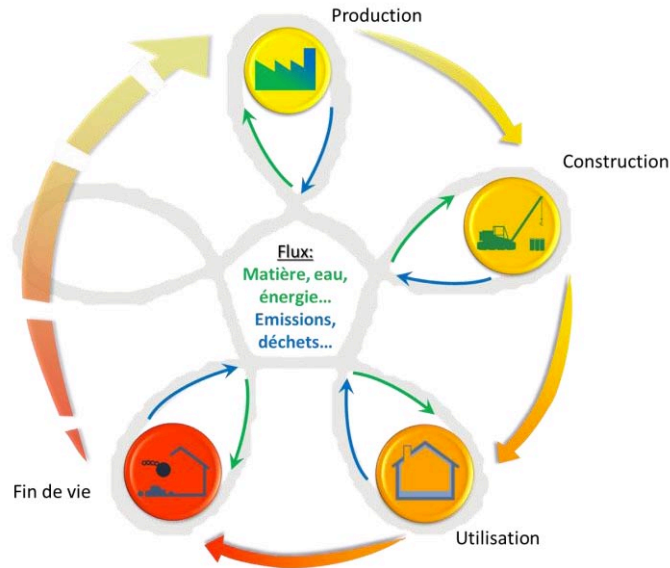 Production
Construction
Flux:
Matière, eau,
énergie...
Emissions,
déchets...
Fin de vie
Utilisation